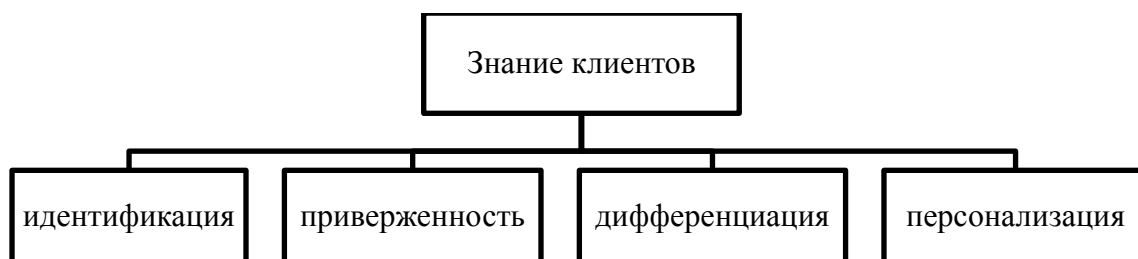 Знание клиентов
идентификация
приверженность
дифференциация
персонализация